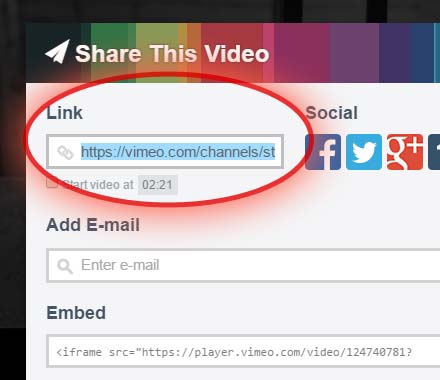 Share This Video
Link
Social
https://vimeo.com/channels/st
Start video at 02:21
Add E-mail
Enter e-mail
Embed
<iframe src="https://player.vimeo.com/video/124740781?